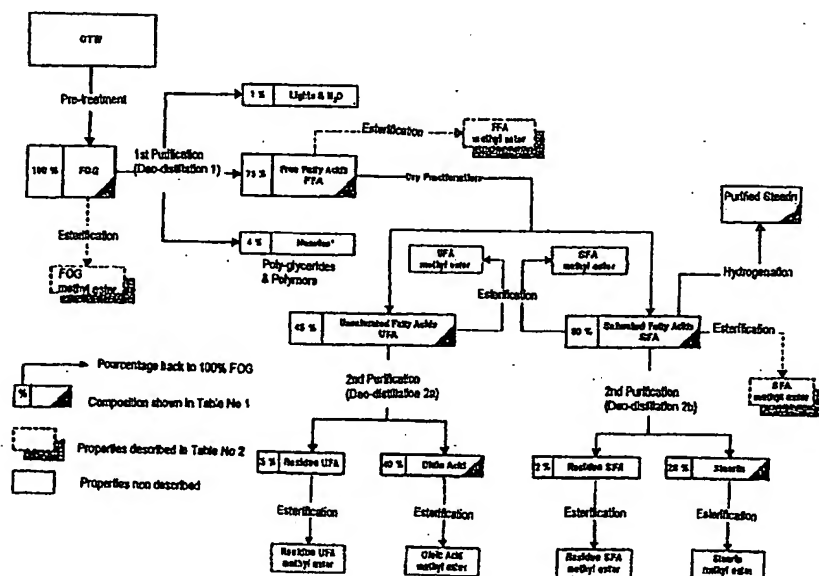 GTW
Pre-treatment
1 %
Lights & H₂O
Esterification
FFA
methyl ester
100 %
FOG
1st Purification
(Deo-distillation 1)
75 %
Free Fatty Acids
FFA
Dry Fractionation
Purified Stearin
Esterification
4 %
Poly-glycerides
& Polymers
UFA
methyl ester
SFA
methyl ester
Hydrogenation
FOG
methyl ester
Esterification
45 %
Unsaturated Fatty Acids
UFA
Saturated Fatty Acids
SFA
Esterification
Pourcentage back to 100% FOG
%
Composition shown in Table No 1
2nd Purification
(Deo-distillation 2a)
2nd Purification
(Deo-distillation 2b)
SFA
methyl ester
Properties described in Table No 2
5 %
Residue UFA
40 %
Oleic Acid
2 %
Residue SFA
28 %
Stearin
Properties non described
Esterification
Esterification
Esterification
Esterification
Residue UFA
methyl ester
Oleic Acid
methyl ester
Residue SFA
methyl ester
Stearin
methyl ester